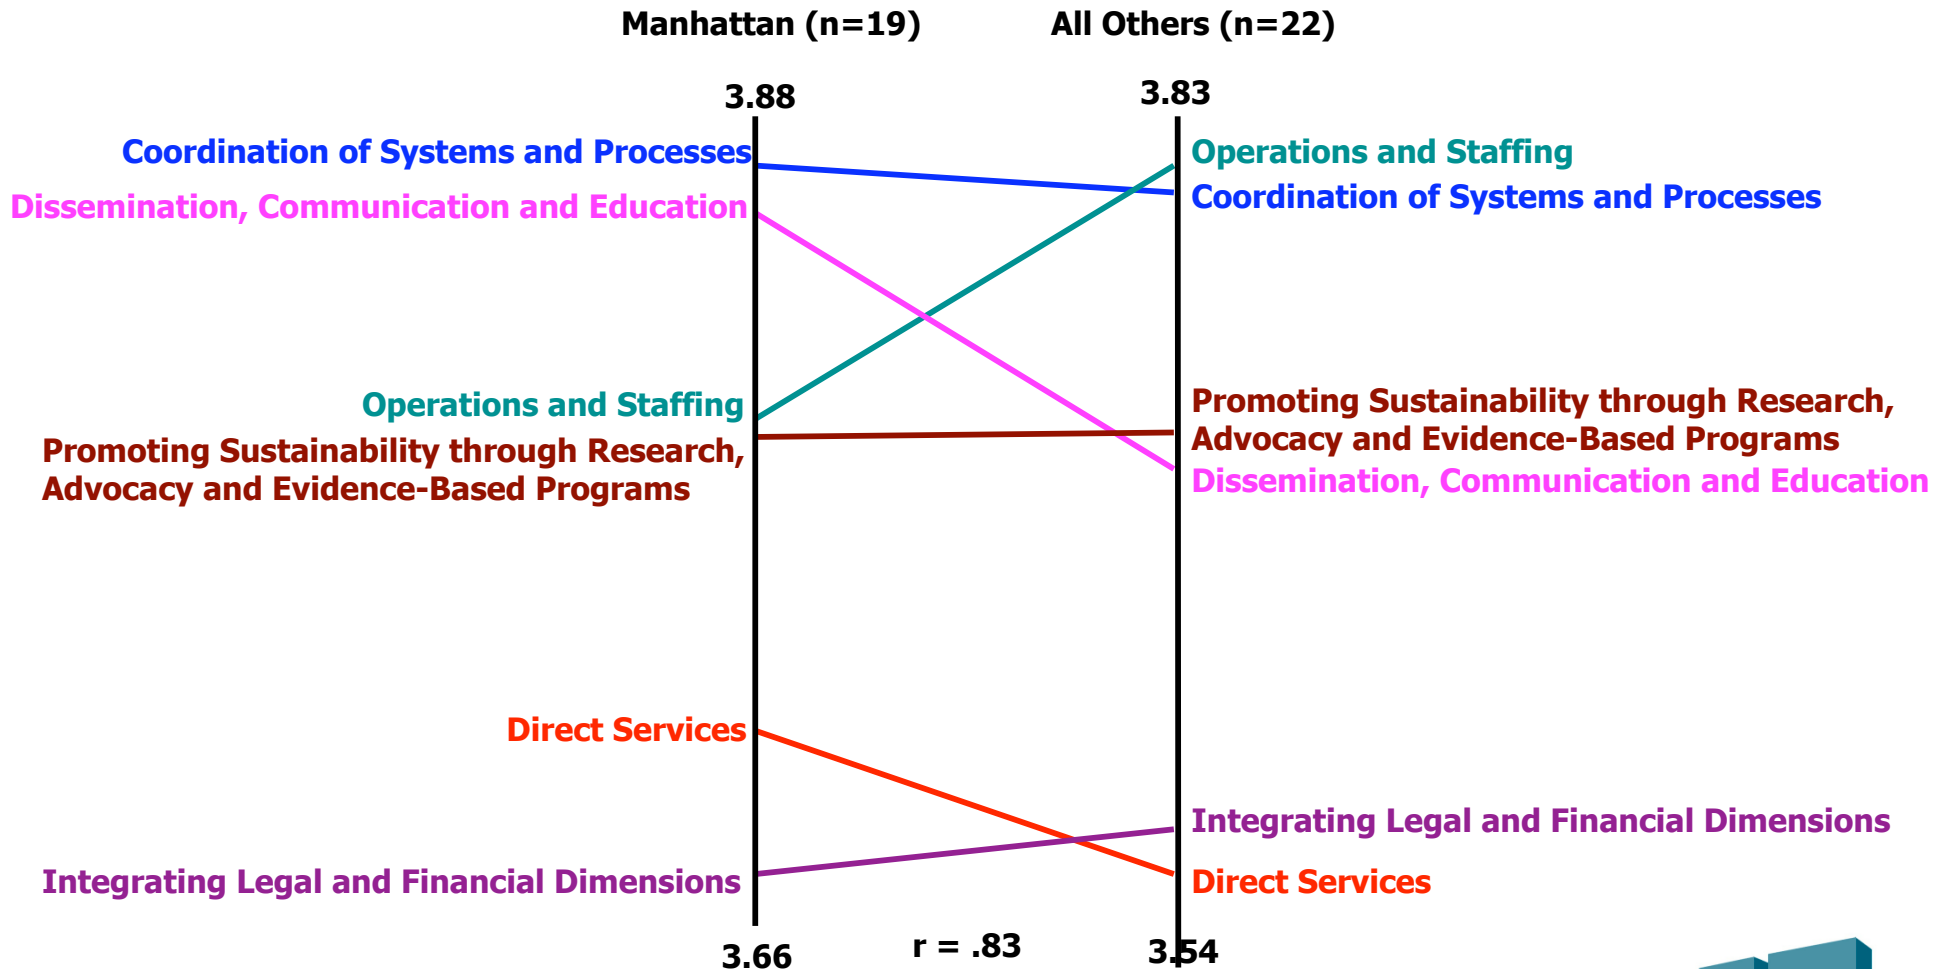 Manhattan (n=19)
All Others (n=22)
3.88
3.83
Coordination of Systems and Processes
Dissemination, Communication and Education
Operations and Staffing
Promoting Sustainability through Research,
Advocacy and Evidence-Based Programs
Direct Services
Integrating Legal and Financial Dimensions
Operations and Staffing
Coordination of Systems and Processes
Promoting Sustainability through Research,
Advocacy and Evidence-Based Programs
Dissemination, Communication and Education
Integrating Legal and Financial Dimensions
Direct Services
3.66
r = .83
3.54